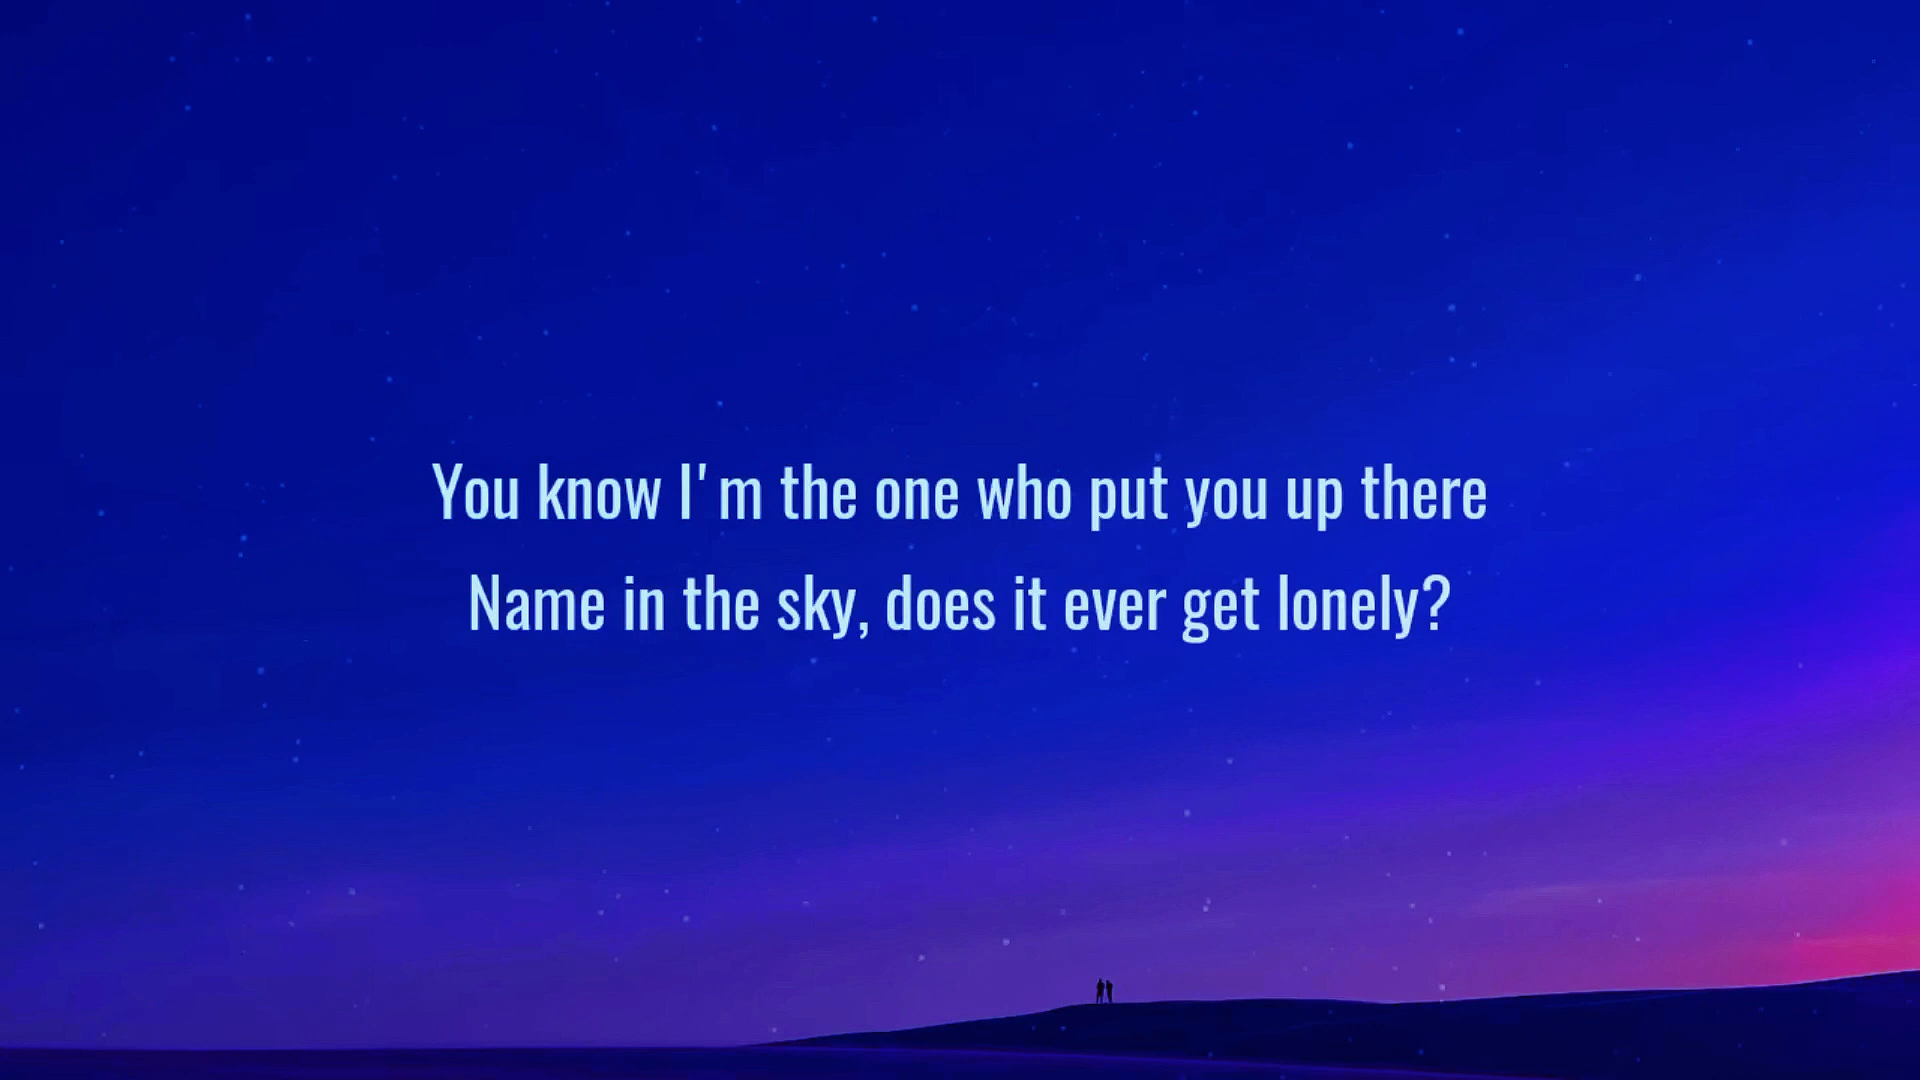 You know I'm the one who put you up there
Name in the sky, does it ever get lonely?